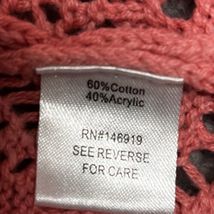 60%Cotton
40%Acrylic
RN#146919
SEE REVERSE
FOR CARE